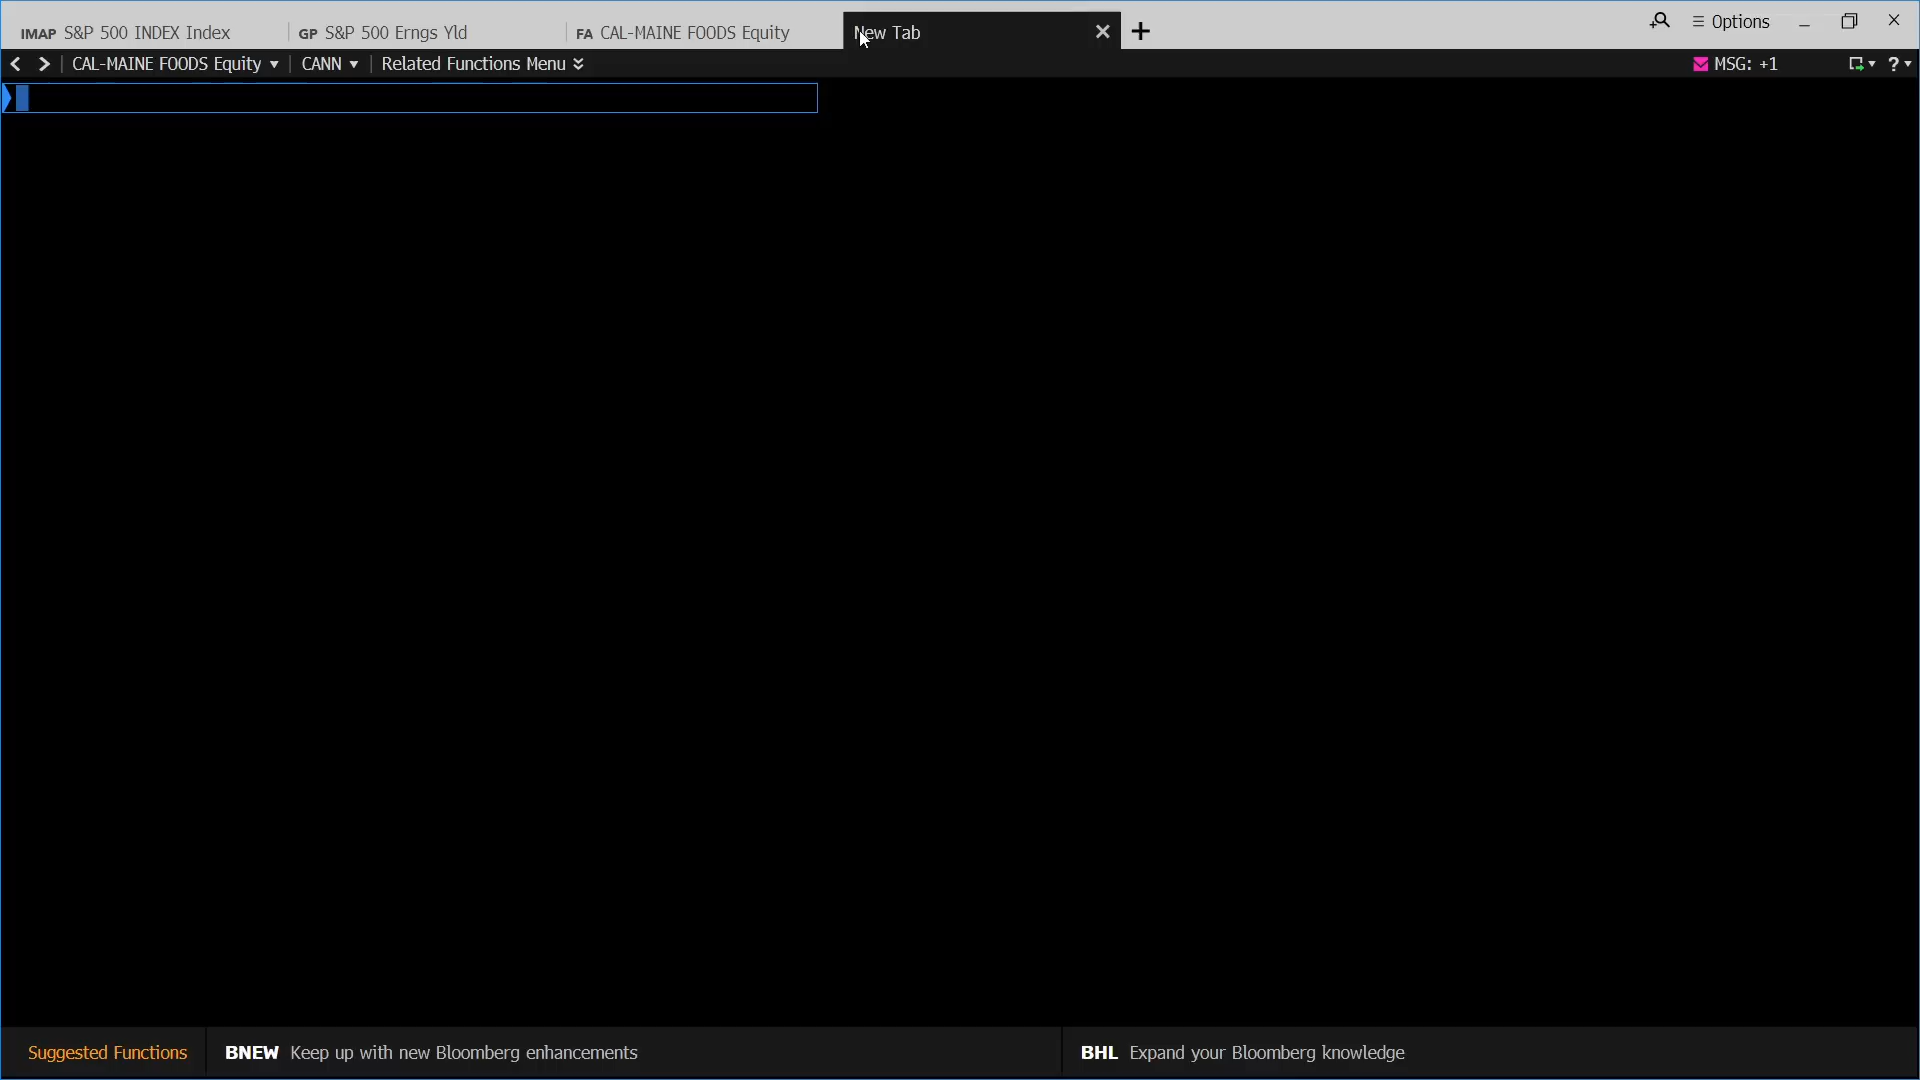 IMAP S&P 500 INDEX Index
GP S&P 500 Erngs Yld
FA CAL-MAINE FOODS Equity
New Tab
Options
CAL-MAINE FOODS Equity
CANN
Related Functions Menu
MSG: +1
?
Suggested Functions
BNEW Keep up with new Bloomberg enhancements
BHL Expand your Bloomberg knowledge